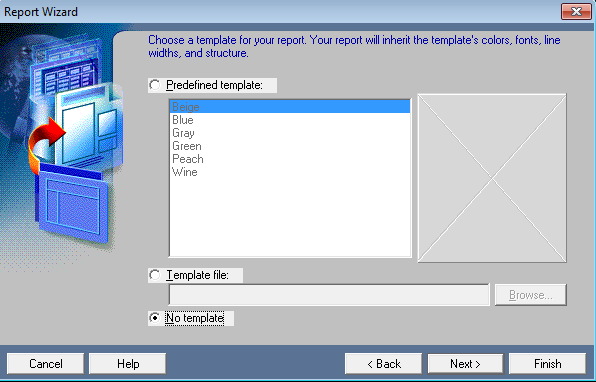 Report Wizard
Choose a template for your report. Your report will inherit the template's colors, fonts, line
widths, and structure.
Predefined template:
Beige
Blue
Gray
Green
Peach
Wine
Template file:
Browse...
No template
Cancel Help < Back Next > Finish